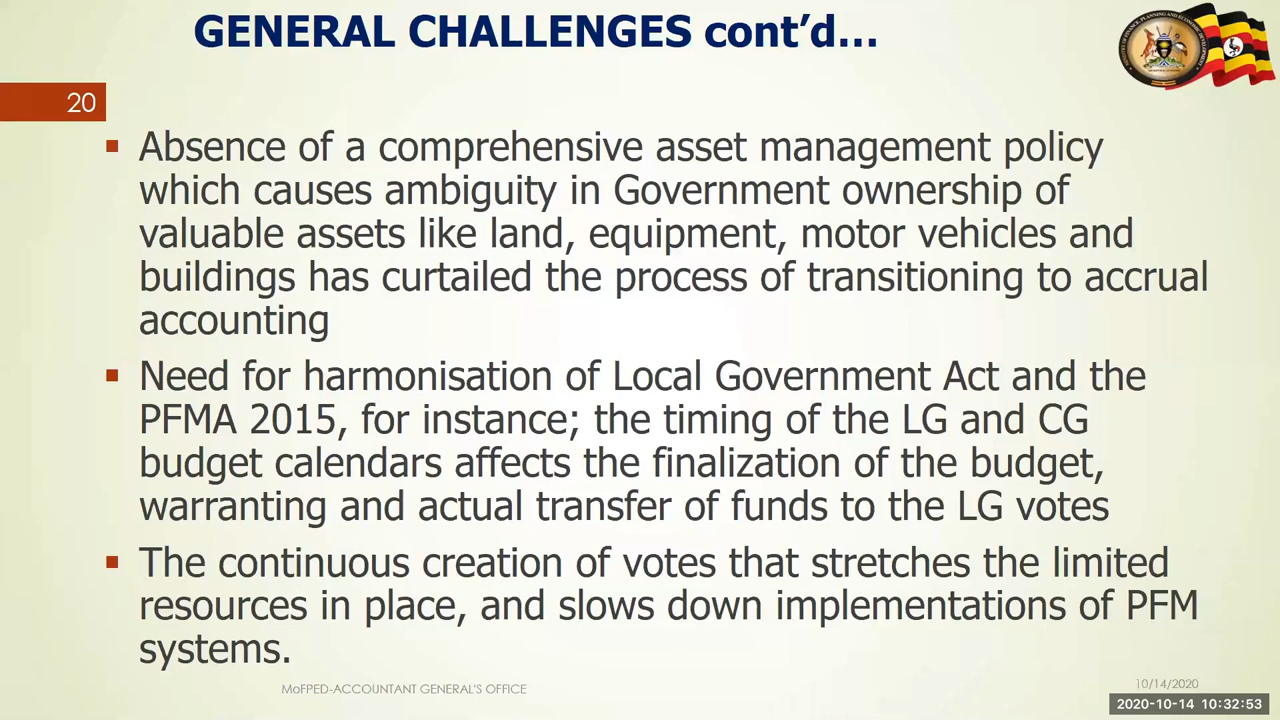 GENERAL CHALLENGES cont’d…
20
▪ Absence of a comprehensive asset management policy
which causes ambiguity in Government ownership of
valuable assets like land, equipment, motor vehicles and
buildings has curtailed the process of transitioning to accrual
accounting
▪ Need for harmonisation of Local Government Act and the
PFMA 2015, for instance; the timing of the LG and CG
budget calendars affects the finalization of the budget,
warranting and actual transfer of funds to the LG votes
▪ The continuous creation of votes that stretches the limited
resources in place, and slows down implementations of PFM
systems.
MoFPED-ACCOUNTANT GENERAL'S OFFICE
10/14/2020
2020-10-14 10:32:53